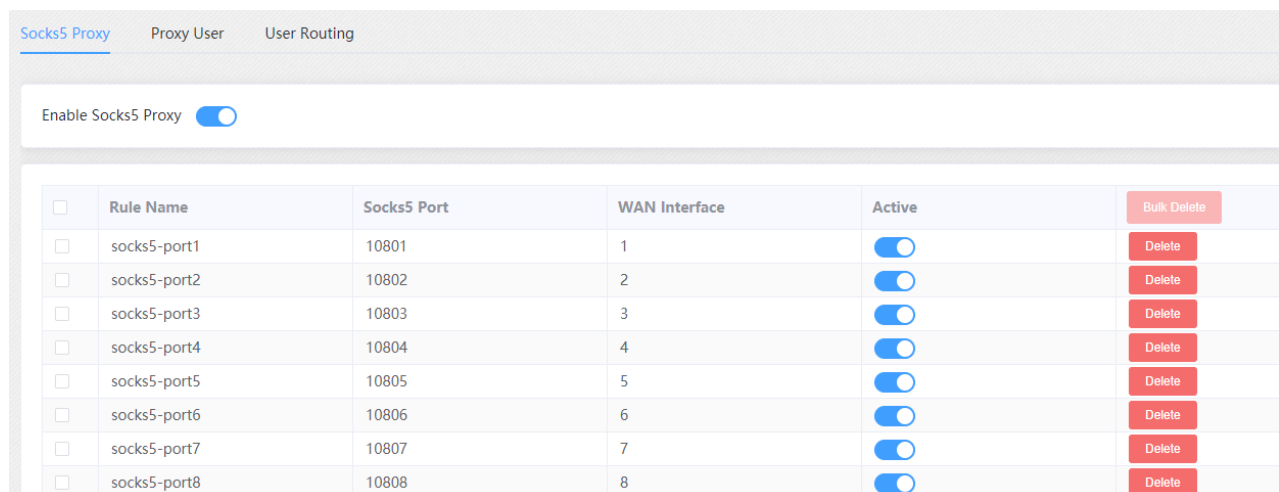 Socks5 Proxy Proxy User User Routing
Enable Socks5 Proxy
Rule Name Socks5 Port WAN Interface Active Bulk Delete
socks5-port1 10801 1 Delete
socks5-port2 10802 2 Delete
socks5-port3 10803 3 Delete
socks5-port4 10804 4 Delete
socks5-port5 10805 5 Delete
socks5-port6 10806 6 Delete
socks5-port7 10807 7 Delete
socks5-port8 10808 8 Delete